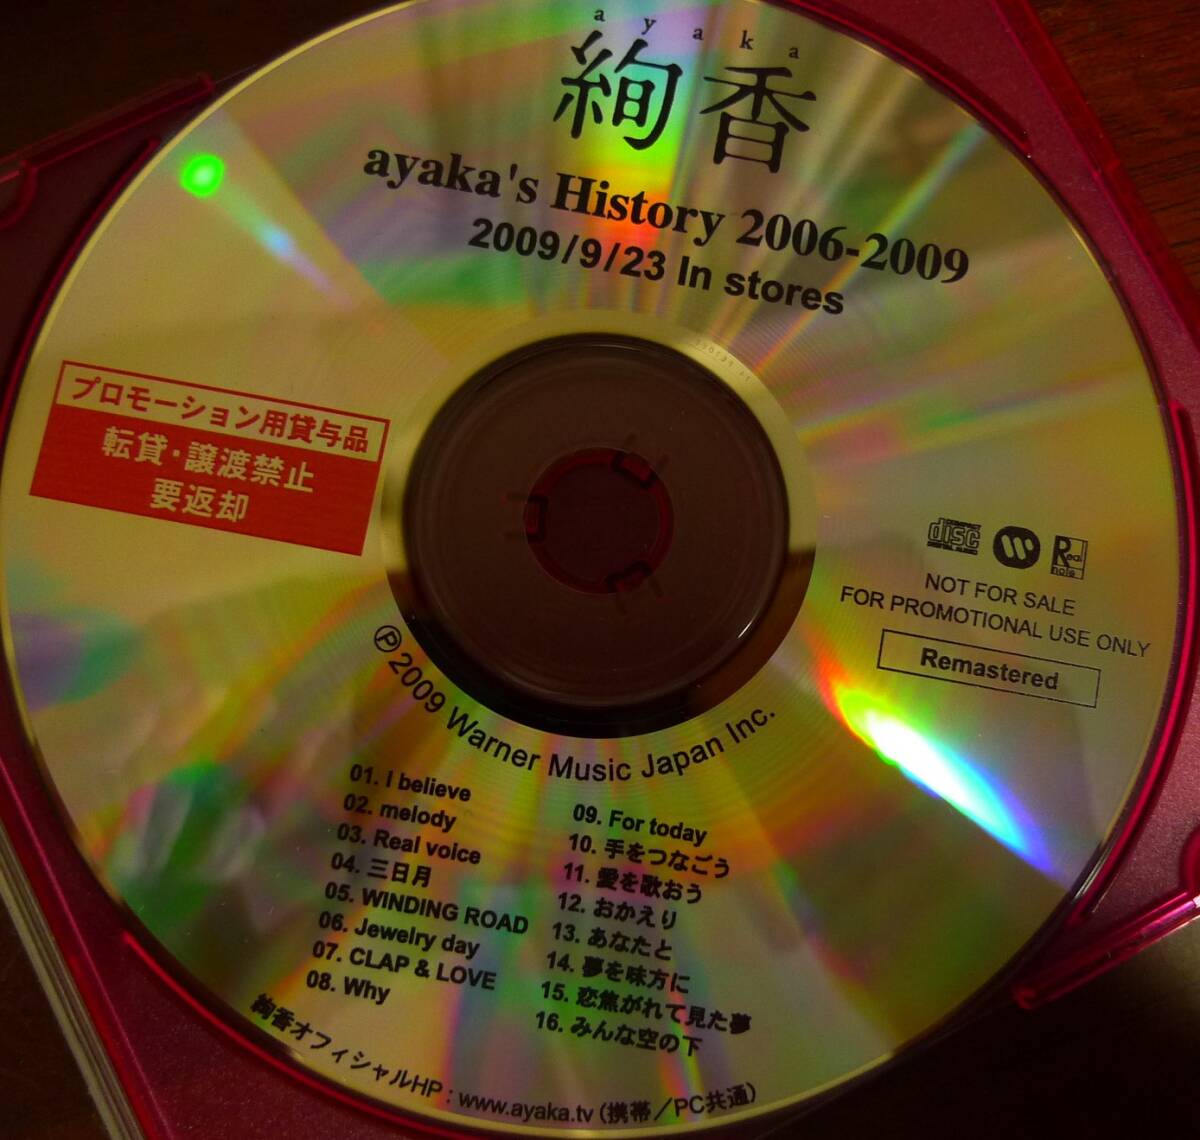 ayaka
絢香
ayaka's History 2006-2009
2009/9/23 In stores
プロモーション用貸与品
転貸・譲渡禁止
要返却
COMPACT
disc
DIGITAL AUDIO
Real
note
NOT FOR SALE
FOR PROMOTIONAL USE ONLY
Remastered
℗2009 Warner Music Japan Inc.
01. I believe
02. melody
03. Real voice
04. 三日月
05. WINDING ROAD
06. Jewelry day
07. CLAP & LOVE
08. Why
09. For today
10. 手をつなごう
11. 愛を歌おう
12. おかえり
13. あなたと
14. 夢を味方に
15. 恋焦がれて見た夢
16. みんな空の下
絢香オフィシャルHP : www.ayaka.tv (携帯/PC共通)